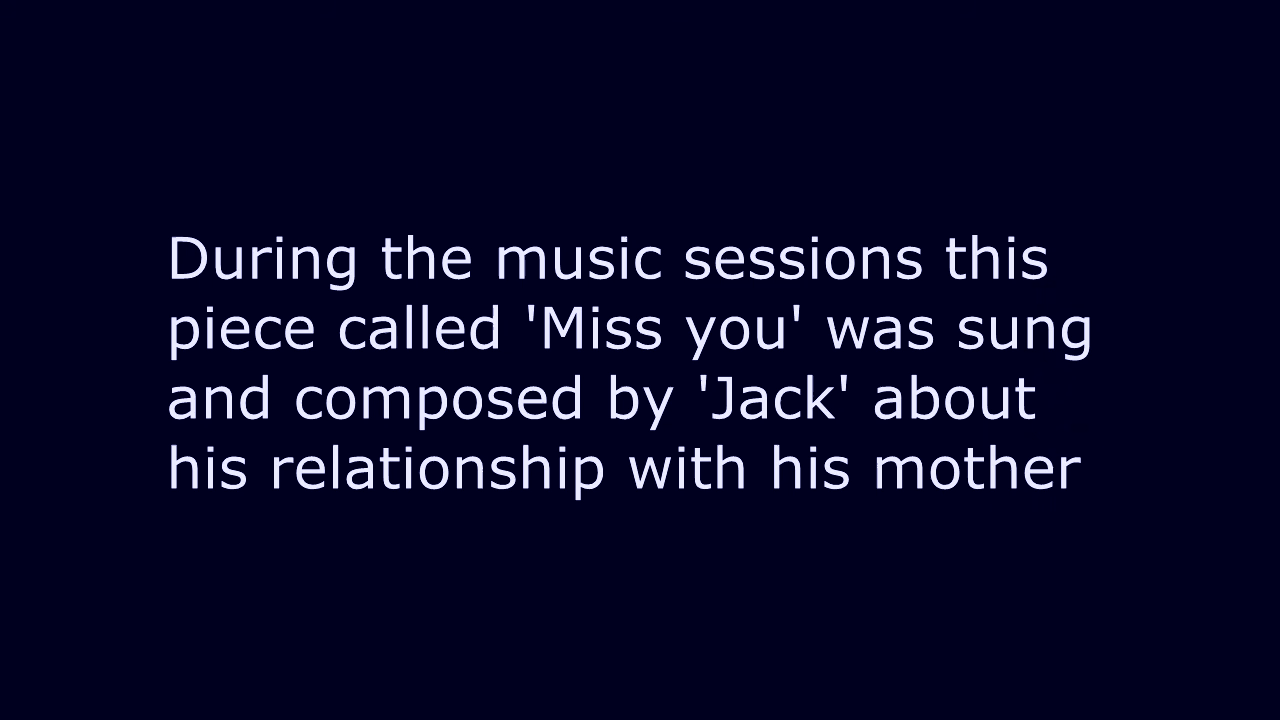 During the music sessions this
piece called 'Miss you' was sung
and composed by 'Jack' about
his relationship with his mother